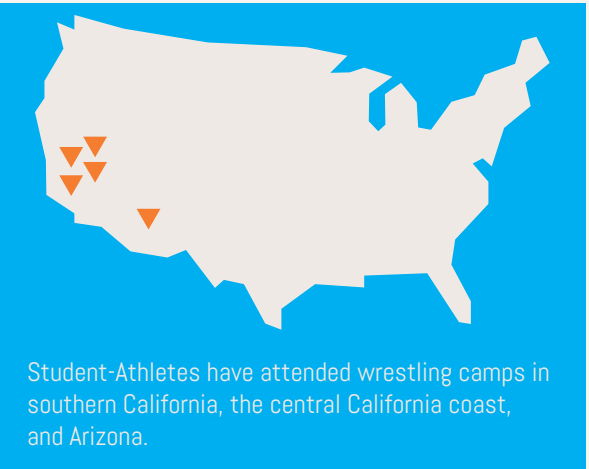 Student-Athletes have attended wrestling camps in
southern California, the central California coast,
and Arizona.